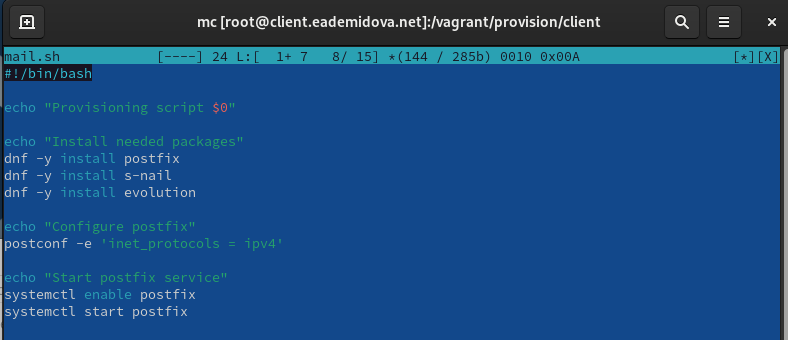 mc [root@client.eademidova.net]:/vagrant/provision/client
mail.sh [----] 24 L:[ 1+ 7 8/ 15] *(144 / 285b) 0010 0x00A [*][X]
#!/bin/bash
echo "Provisioning script $0"
echo "Install needed packages"
dnf -y install postfix
dnf -y install s-nail
dnf -y install evolution
echo "Configure postfix"
postconf -e 'inet_protocols = ipv4'
echo "Start postfix service"
systemctl enable postfix
systemctl start postfix